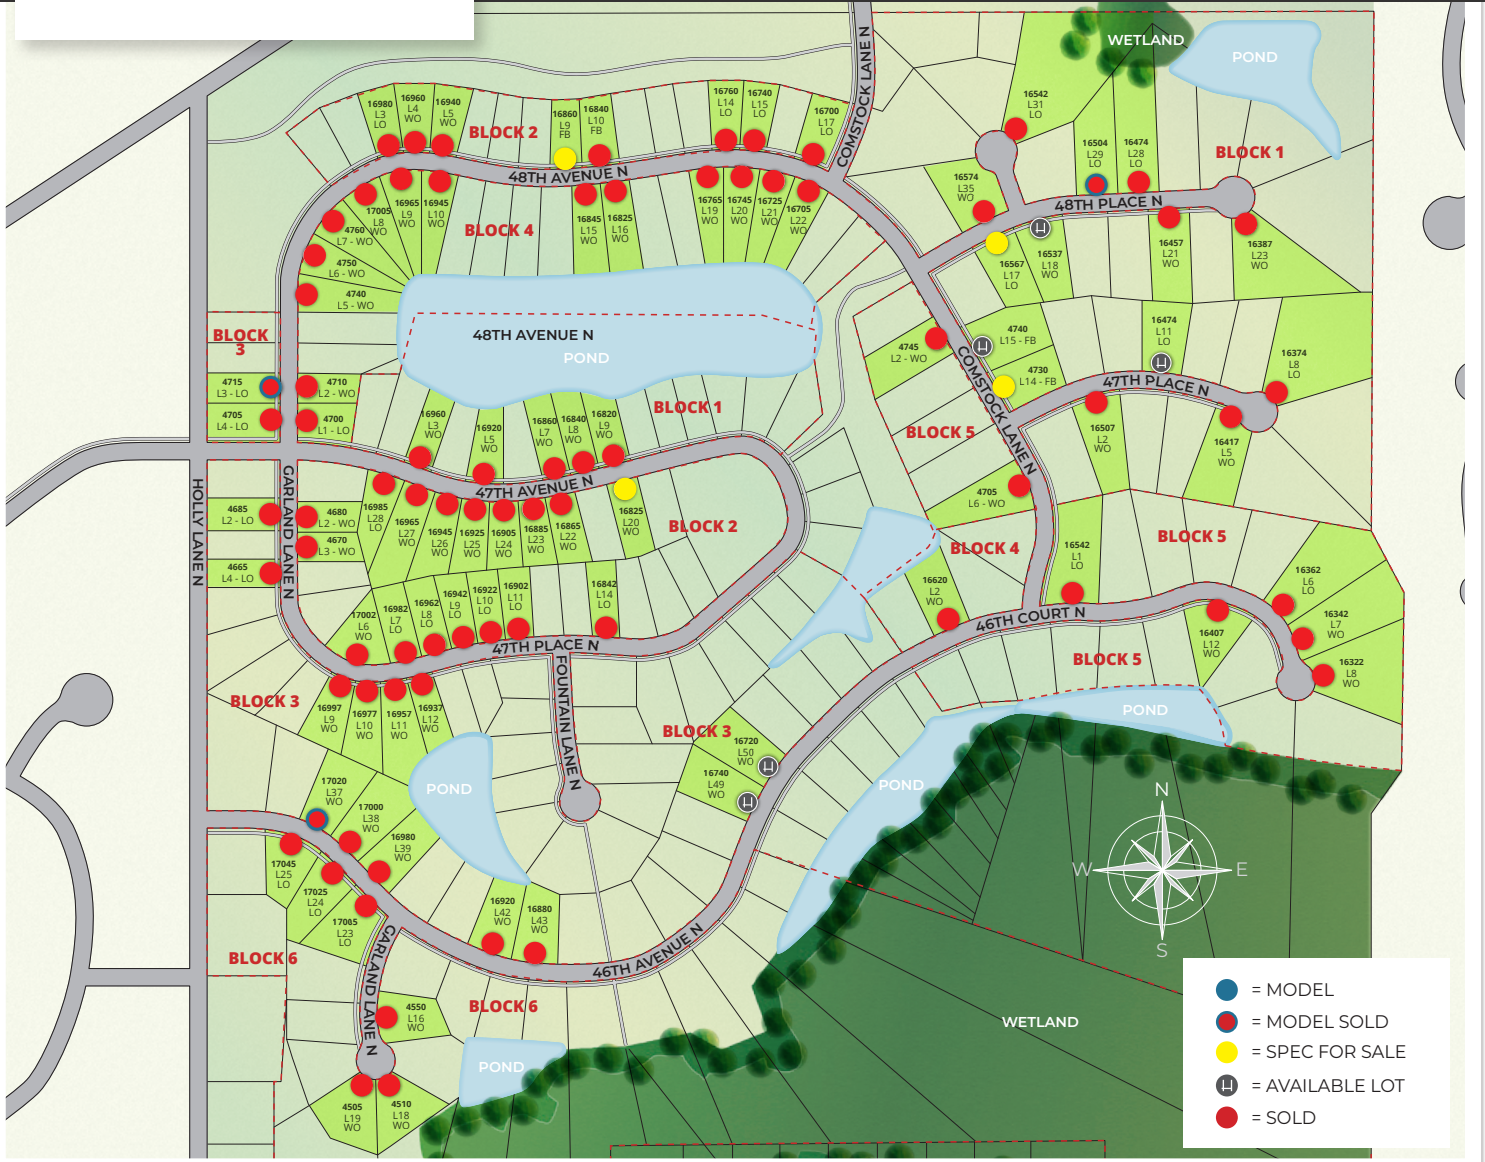 WETLAND
POND
COMSTOCK LANE N
16980
L3
LO
16960
L4
WO
16940
L5
WO
BLOCK 2
16860
L9
FB
16840
L10
FB
16760
L14
LO
16740
L15
LO
16700
L17
LO
48TH AVENUE N
16542
L31
LO
16504
L29
LO
16474
L28
LO
BLOCK 1
16574
L35
WO
48TH PLACE N
17005
L8
WO
16965
L9
WO
16945
L10
WO
BLOCK 4
16845
L15
WO
16825
L16
WO
16765
L19
WO
16745
L20
WO
16725
L21
WO
16705
L22
WO
4760
L7 - WO
4750
L6 - WO
4740
L5 - WO
16567
L17
LO
16537
L18
WO
16457
L21
WO
16387
L23
WO
BLOCK
3
48TH AVENUE N
POND
4745
L2 - WO
4740
L15 - FB
4730
L14 - FB
16474
L11
LO
16374
L8
LO
COMSTOCK LANE N
47TH PLACE N
4715
L3 - LO
4710
L2 - WO
4705
L4 - LO
4700
L1 - LO
16960
L3
WO
16920
L5
WO
16860
L7
WO
16840
L8
WO
16820
L9
WO
BLOCK 1
BLOCK 5
16507
L2
WO
16417
L5
WO
47TH AVENUE N
HOLLY LANE N
GARLAND LANE N
4685
L2 - LO
4680
L2 - WO
4670
L3 - WO
4665
L4 - LO
16985
L28
LO
16965
L27
WO
16945
L26
WO
16925
L25
WO
16905
L24
WO
16885
L23
WO
16865
L22
WO
16825
L20
WO
BLOCK 2
4705
L6 - WO
BLOCK 4
BLOCK 5
16542
L1
LO
16620
L2
WO
46TH COURT N
16362
L6
LO
16342
L7
WO
16322
L8
WO
16407
L12
WO
BLOCK 5
17002
L6
WO
16982
L7
LO
16962
L8
LO
16942
L9
LO
16922
L10
LO
16902
L11
LO
16842
L14
LO
47TH PLACE N
FOUNTAIN LANE N
BLOCK 3
16997
L9
WO
16977
L10
WO
16957
L11
WO
16937
L12
WO
BLOCK 3
16720
L50
WO
16740
L49
WO
POND
POND
POND
17020
L37
WO
17000
L38
WO
16980
L39
WO
17045
L25
LO
17025
L24
LO
L23
LO
16920
L42
WO
16880
L43
WO
46TH AVENUE N
GARLAND LANE N
BLOCK 6
BLOCK 6
4550
L16
WO
POND
4505
L19
WO
4510
L18
WO
WETLAND
N
W
E
S
= MODEL
= MODEL SOLD
= SPEC FOR SALE
= AVAILABLE LOT
= SOLD